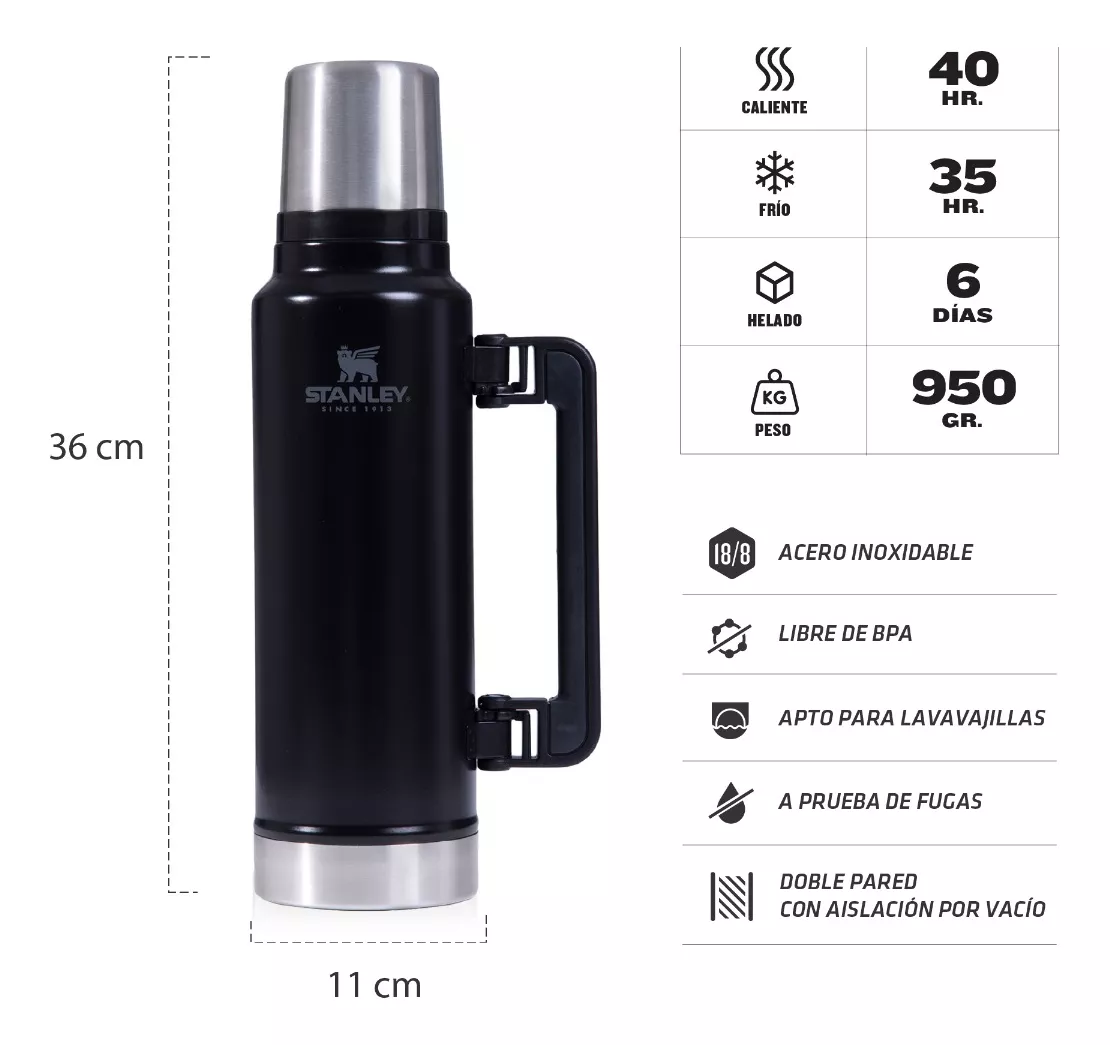 CALIENTE
40
HR.
FRÍO
35
HR.
HELADO
6
DÍAS
KG
PESO
950
GR.
STANLEY®
SINCE 1913
36 cm
11 cm
18/8
ACERO INOXIDABLE
LIBRE DE BPA
APTO PARA LAVAVAJILLAS
A PRUEBA DE FUGAS
DOBLE PARED
CON AISLACIÓN POR VACÍO